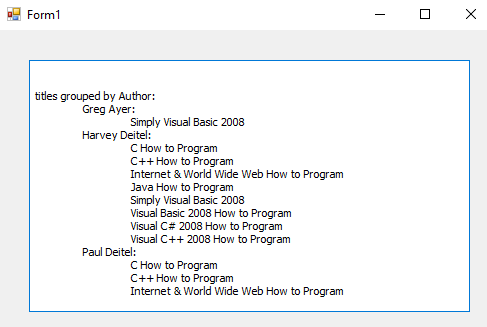 Form1
titles grouped by Author:
Greg Ayer:
Simply Visual Basic 2008
Harvey Deitel:
C How to Program
C++ How to Program
Internet & World Wide Web How to Program
Java How to Program
Simply Visual Basic 2008
Visual Basic 2008 How to Program
Visual C# 2008 How to Program
Visual C++ 2008 How to Program
Paul Deitel:
C How to Program
C++ How to Program
Internet & World Wide Web How to Program